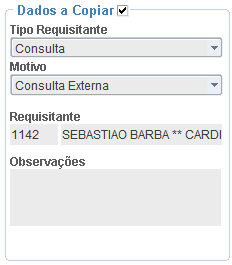 Dados a Copiar
Tipo Requisitante
Consulta
Motivo
Consulta Externa
Requisitante
1142 SEBASTIAO BARBA ** CARDI
Observações